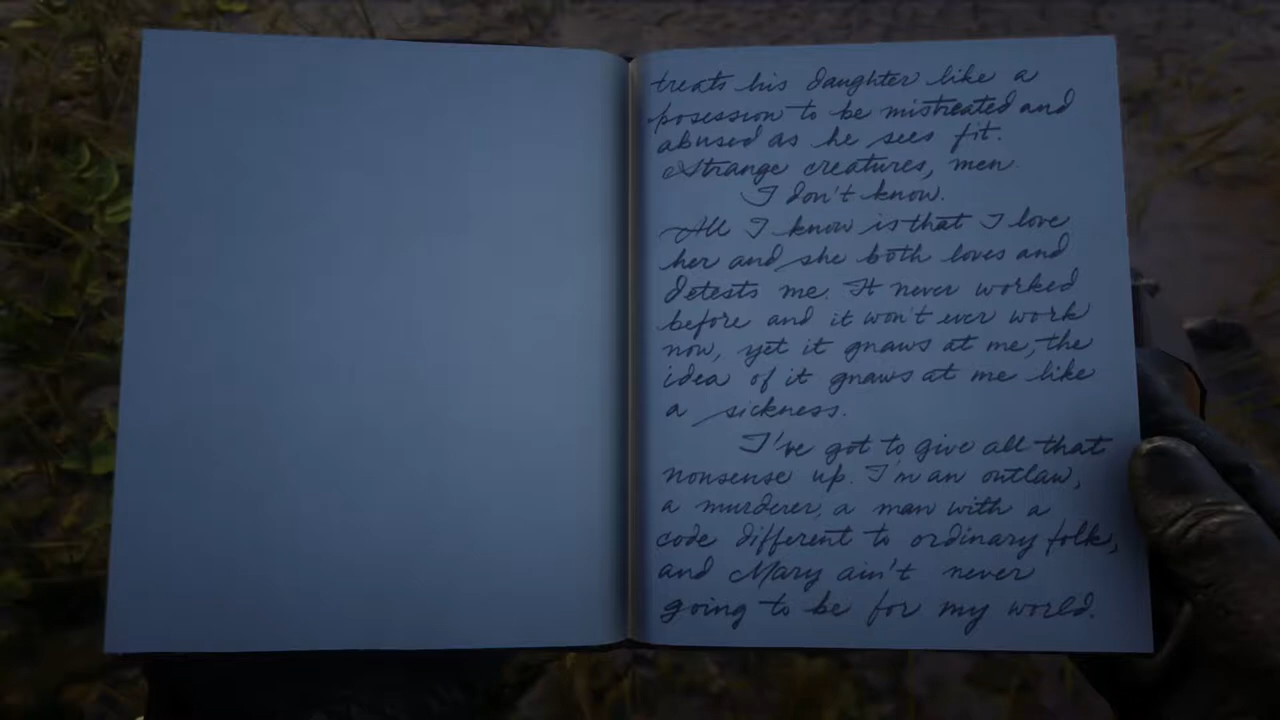 treats his daughter like a
posession to be mistreated and
abused as he sees fit.
Strange creatures, men.
I don't know.
All I know is that I love
her and she both loves and
detests me. It never worked
before and it won't ever work
now, yet it gnaws at me, the
idea of it gnaws at me like
a sickness.
I've got to give all that
nonsense up. I'm an outlaw,
a murderer, a man with a
code different to ordinary folk,
and Mary ain't never
going to be for my world.